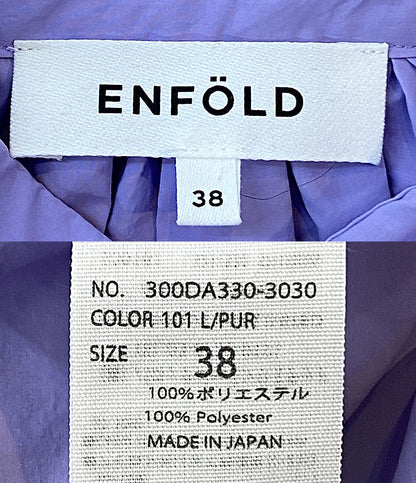 ENFÖLD
38
NO. 300DA330-3030
COLOR 101 L/PUR
SIZE 38
100%ポリエステル
100% Polyester
MADE IN JAPAN